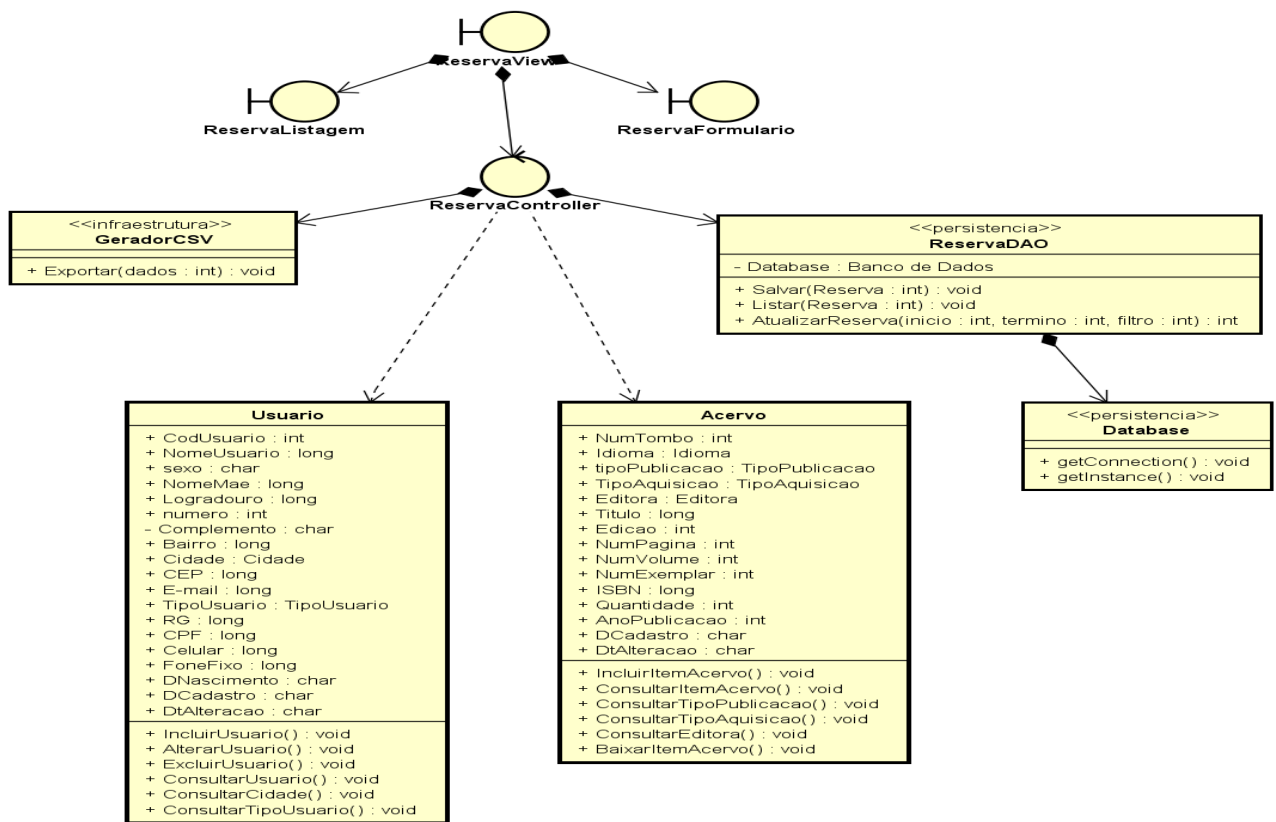 ReservaView
ReservaListagem
ReservaFormulario
ReservaController
<<infraestrutura>>
GeradorCSV
+ Exportar(dados : int) : void
<<persistencia>>
ReservaDAO
- Database : Banco de Dados
+ Salvar(Reserva : int) : void
+ Listar(Reserva : int) : void
+ AtualizarReserva(inicio : int, termino : int, filtro : int) : int
Usuario
+ CodUsuario : int
+ NomeUsuario : long
+ sexo : char
+ NomeMae : long
+ Logradouro : long
+ numero : int
- Complemento : char
+ Bairro : long
+ Cidade : Cidade
+ CEP : long
+ E-mail : long
+ TipoUsuario : TipoUsuario
+ RG : long
+ CPF : long
+ Celular : long
+ FoneFixo : long
+ DNascimento : char
+ DCadastro : char
+ DtAlteracao : char
+ IncluirUsuario() : void
+ AlterarUsuario() : void
+ ExcluirUsuario() : void
+ ConsultarUsuario() : void
+ ConsultarCidade() : void
+ ConsultarTipoUsuario() : void
Acervo
+ NumTombo : int
+ Idioma : Idioma
+ tipoPublicacao : TipoPublicacao
+ TipoAquisicao : TipoAquisicao
+ Editora : Editora
+ Titulo : long
+ Edicao : int
+ NumPagina : int
+ NumVolume : int
+ NumExemplar : int
+ ISBN : long
+ Quantidade : int
+ AnoPublicacao : int
+ DCadastro : char
+ DtAlteracao : char
+ IncluirItemAcervo() : void
+ ConsultarItemAcervo() : void
+ ConsultarTipoPublicacao() : void
+ ConsultarTipoAquisicao() : void
+ ConsultarEditora() : void
+ BaixarItemAcervo() : void
<<persistencia>>
Database
+ getConnection() : void
+ getInstance() : void